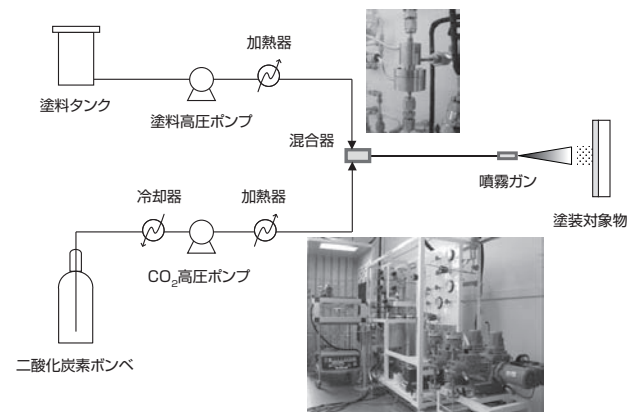 加熱器
塗料タンク
塗料高圧ポンプ
混合器
噴霧ガン
塗装対象物
冷却器
加熱器
CO₂高圧ポンプ
二酸化炭素ボンベ